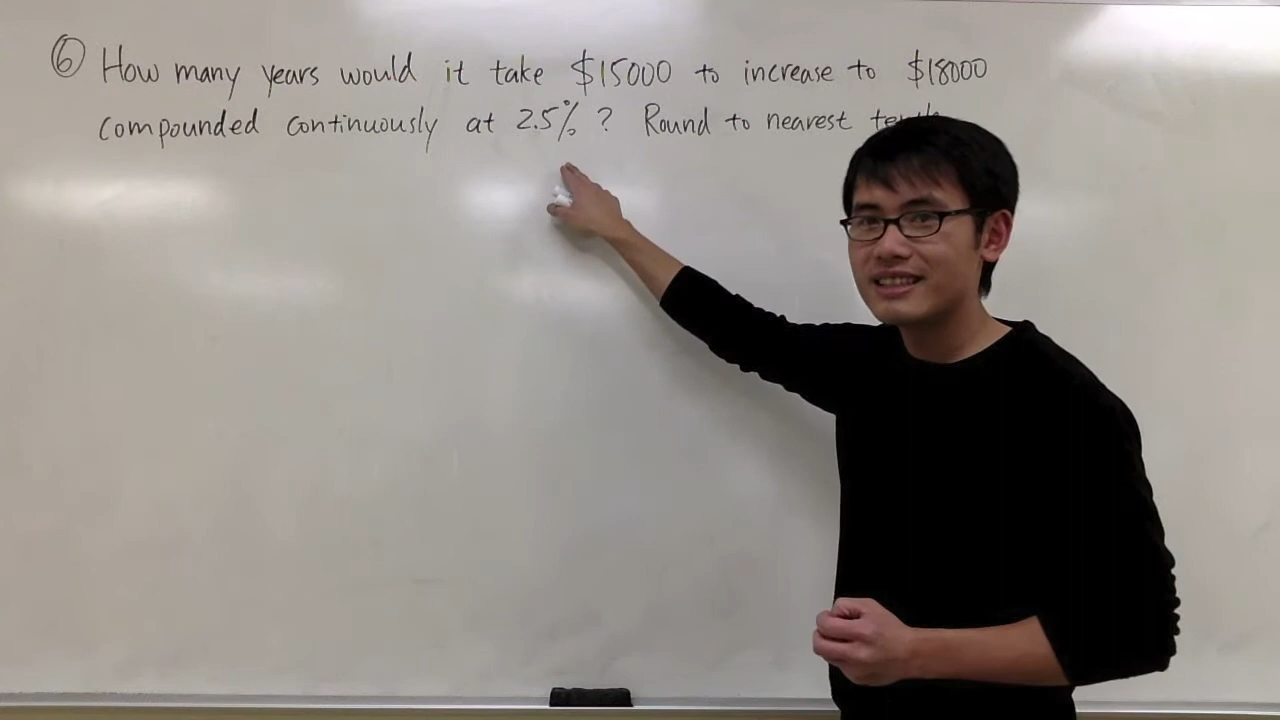 ⑥ How many years would it take $15000 to increase to $18000
compounded continuously at 2.5% ? Round to nearest